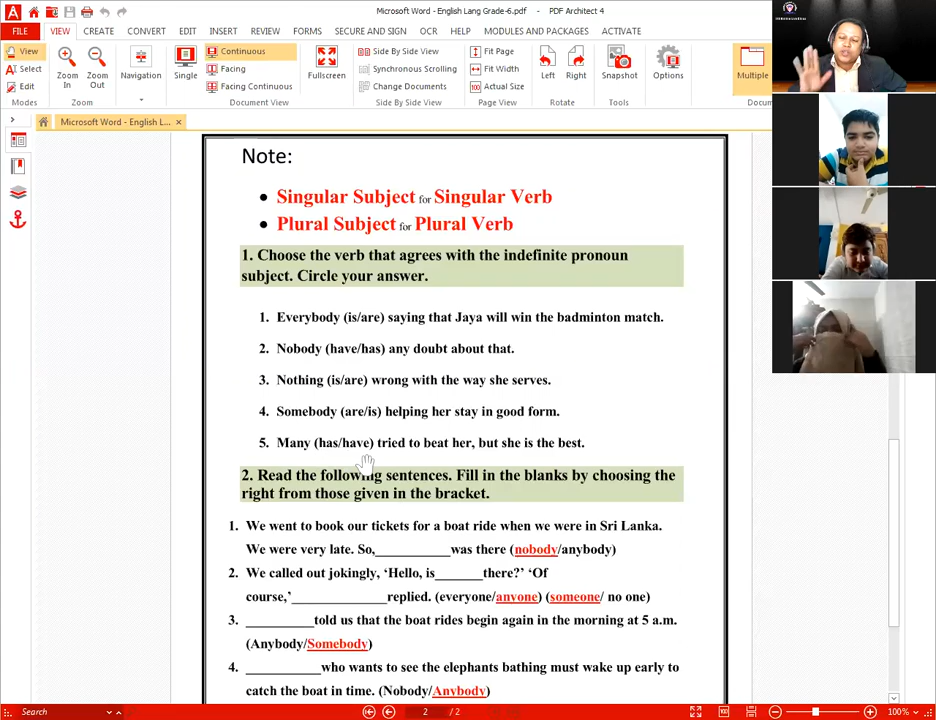 Microsoft Word - English Lang Grade-6.pdf - PDF Architect 4
FILE VIEW CREATE CONVERT EDIT INSERT REVIEW FORMS SECURE AND SIGN OCR HELP MODULES AND PACKAGES ACTIVATE
View
Select
Edit
Modes
Zoom In
Zoom Out
Zoom
Navigation
Single
Continuous
Facing
Facing Continuous
Document View
Fullscreen
Side By Side View
Synchronous Scrolling
Change Documents
Side By Side View
Fit Page
Fit Width
Actual Size
Page View
Left
Right
Rotate
Snapshot
Tools
Options
Multiple
Docu
Microsoft Word - English L... ×
Note:
• Singular Subject for Singular Verb
• Plural Subject for Plural Verb
1. Choose the verb that agrees with the indefinite pronoun
subject. Circle your answer.
1. Everybody (is/are) saying that Jaya will win the badminton match.
2. Nobody (have/has) any doubt about that.
3. Nothing (is/are) wrong with the way she serves.
4. Somebody (are/is) helping her stay in good form.
5. Many (has/have) tried to beat her, but she is the best.
2. Read the following sentences. Fill in the blanks by choosing the
right from those given in the bracket.
1. We went to book our tickets for a boat ride when we were in Sri Lanka.
We were very late. So,__________was there (nobody/anybody)
2. We called out jokingly, ‘Hello, is______there?’ ‘Of
course,’____________replied. (everyone/anyone) (someone/ no one)
3. _________told us that the boat rides begin again in the morning at 5 a.m.
(Anybody/Somebody)
4. __________who wants to see the elephants bathing must wake up early to
catch the boat in time. (Nobody/Anybody)
Search
2 / 2
100%